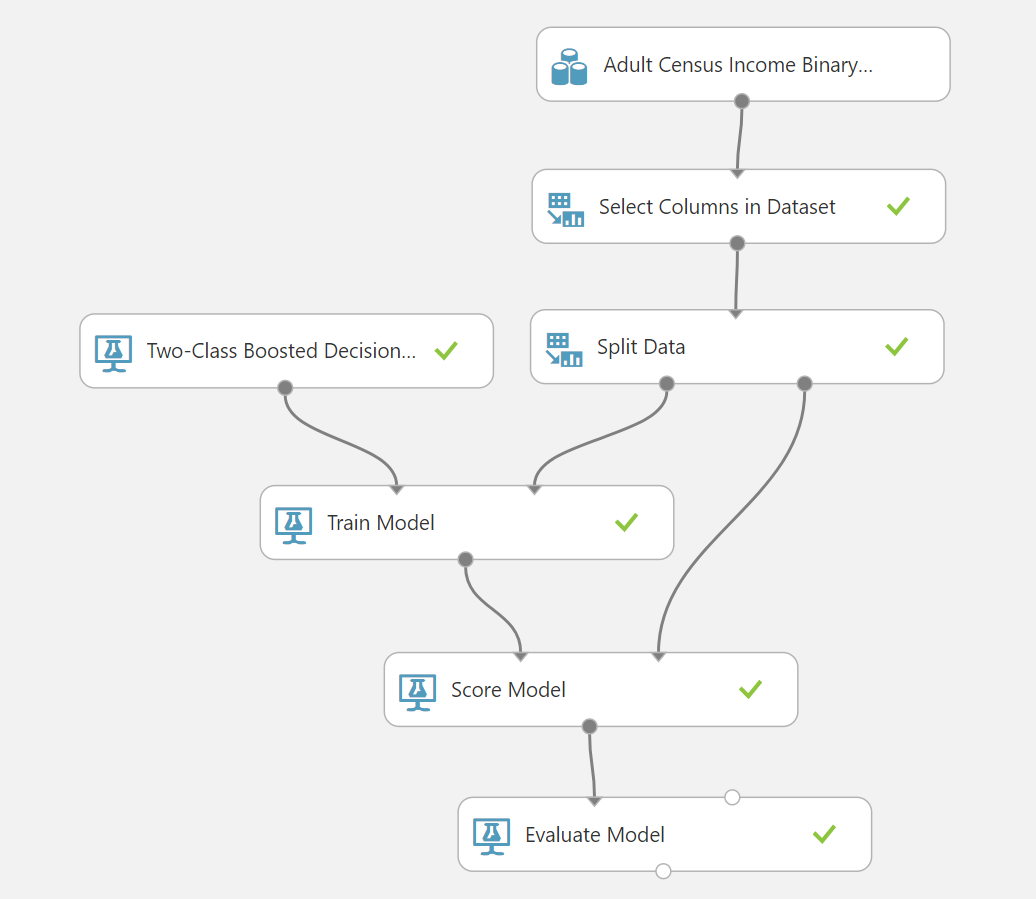 Adult Census Income Binary...
Select Columns in Dataset
Two-Class Boosted Decision...
Split Data
Train Model
Score Model
Evaluate Model